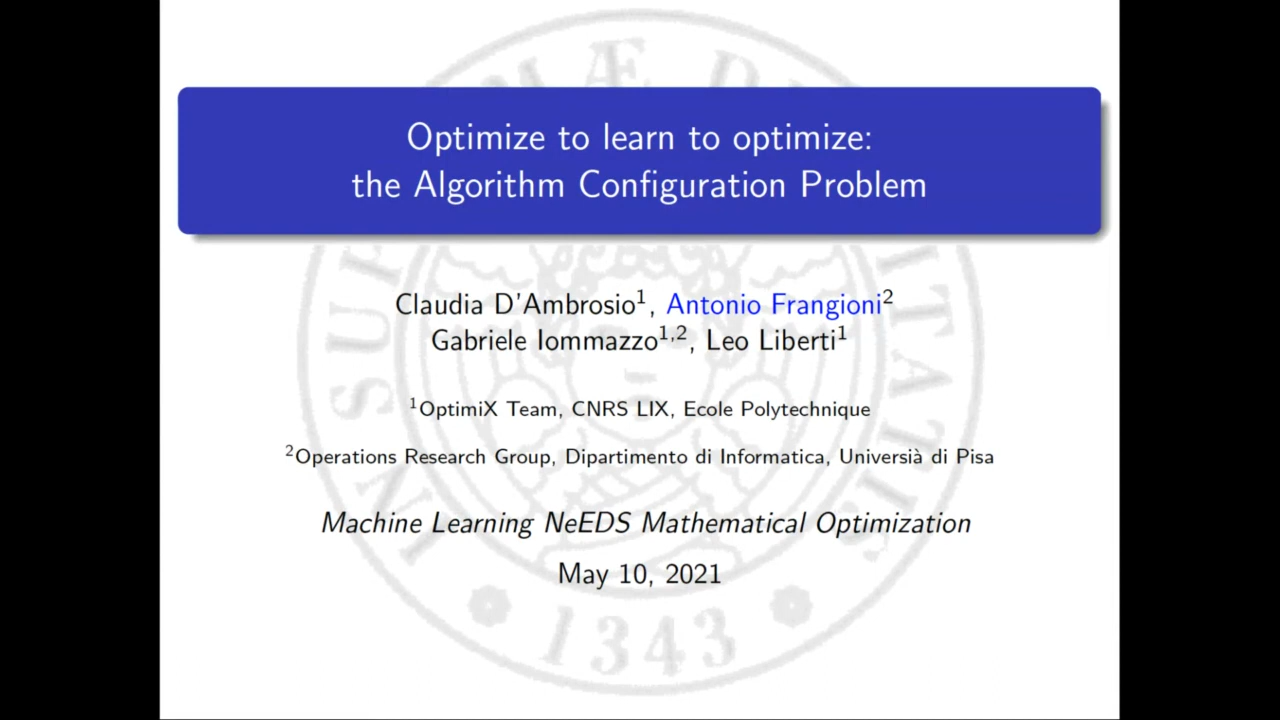 Optimize to learn to optimize:
the Algorithm Configuration Problem
Claudia D'Ambrosio¹, Antonio Frangioni²
Gabriele Iommazzo¹,², Leo Liberti¹
¹OptimiX Team, CNRS LIX, Ecole Polytechnique
²Operations Research Group, Dipartimento di Informatica, Universià di Pisa
Machine Learning NeEDS Mathematical Optimization
May 10, 2021
1343